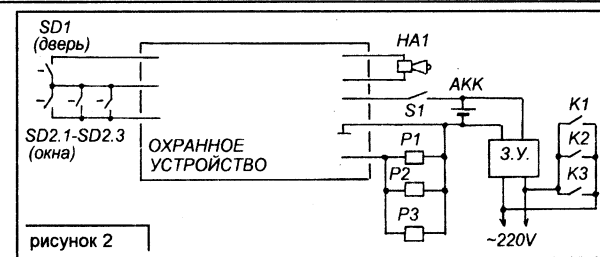 SD1
(дверь)
HA1
АКК
S1
K1
SD2.1-SD2.3
(окна)
ОХРАННОЕ
УСТРОЙСТВО
P1
K2
З.У.
P2
K3
P3
~220V
рисунок 2